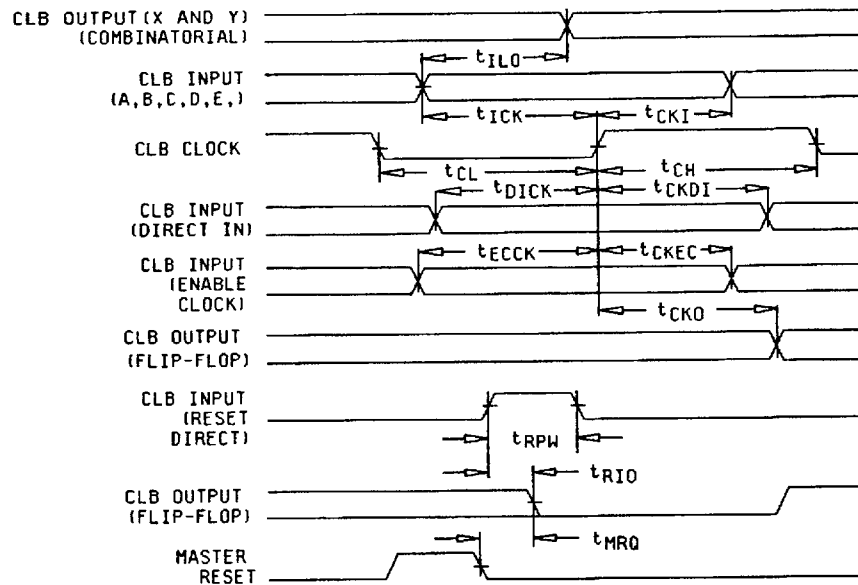 CLB OUTPUT(X AND Y)
(COMBINATORIAL)
tILO
CLB INPUT
(A,B,C,D,E,)
tICK
tCKI
CLB CLOCK
tCL
tCH
tDICK
tCKDI
CLB INPUT
(DIRECT IN)
tECCK
tCKEC
CLB INPUT
(ENABLE
CLOCK)
tCKO
CLB OUTPUT
(FLIP-FLOP)
CLB INPUT
(RESET
DIRECT)
tRPW
tRIO
CLB OUTPUT
(FLIP-FLOP)
tMRQ
MASTER
RESET